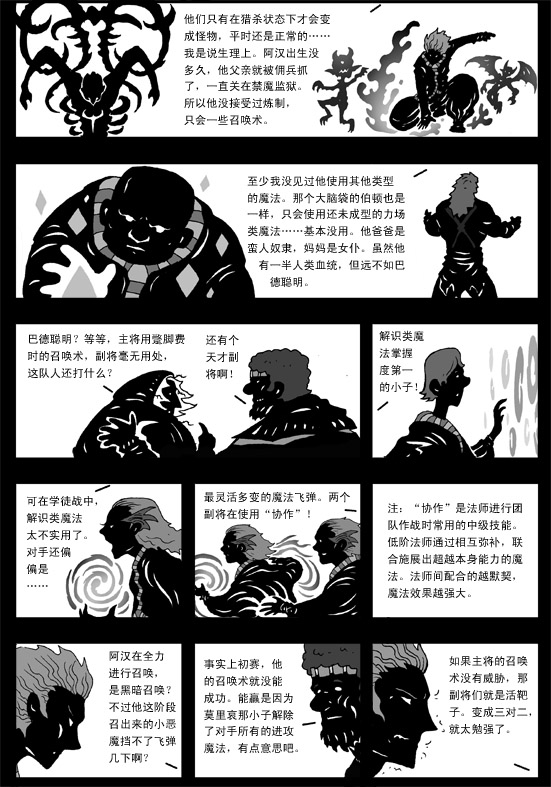 他们只有在猎杀状态下才会变
成怪物，平时还是正常的……
我是说生理上。阿汉出生没
多久，他父亲就被佣兵抓
了，一直关在禁魔监狱。
所以他没接受过炼制，
只会一些召唤术。
至少我没见过他使用其他类型
的魔法。那个大脑袋的伯顿也是
一样，只会使用还未成型的力场
类魔法……基本没用。他爸爸是
蛮人奴隶，妈妈是女仆。虽然他
有一半人类血统，但远不如巴
德聪明。
巴德聪明？等等，主将用蹩脚费
时的召唤术，副将毫无用处，
这队人还打什么？
还有个
天才副
将啊！
解识类魔
法掌握
度第一
的小子！
可在学徒战中，
解识类魔法
太不实用了。
对手还偏
偏是
……
最灵活多变的魔法飞弹。两个
副将在使用“协作”！
注：“协作”是法师进行团
队作战时常用的中级技能。
低阶法师通过相互弥补，联
合施展出超越本身能力的魔
法。法师间配合的越默契，
魔法效果越强大。
阿汉在全力
进行召唤，
是黑暗召唤？
不过他这阶段
召出来的小恶
魔挡不了飞弹
几下啊？
事实上初赛，他
的召唤术就没能
成功。能赢是因为
莫里哀那小子解除
了对手所有的进攻
魔法，有点意思吧。
如果主将的召唤
术没有威胁，那
副将们就是活靶
子。变成三对二，
就太勉强了。